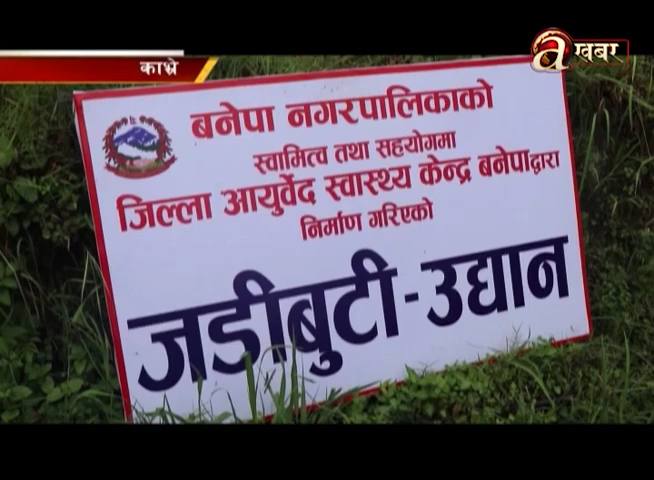 काभ्रे
a खबर
बनेपा नगरपालिकाको
स्वामित्व तथा सहयोगमा
जिल्ला आयुर्वेद स्वास्थ्य केन्द्र बनेपाद्वारा
निर्माण गरिएको
जडीबुटी-उद्यान